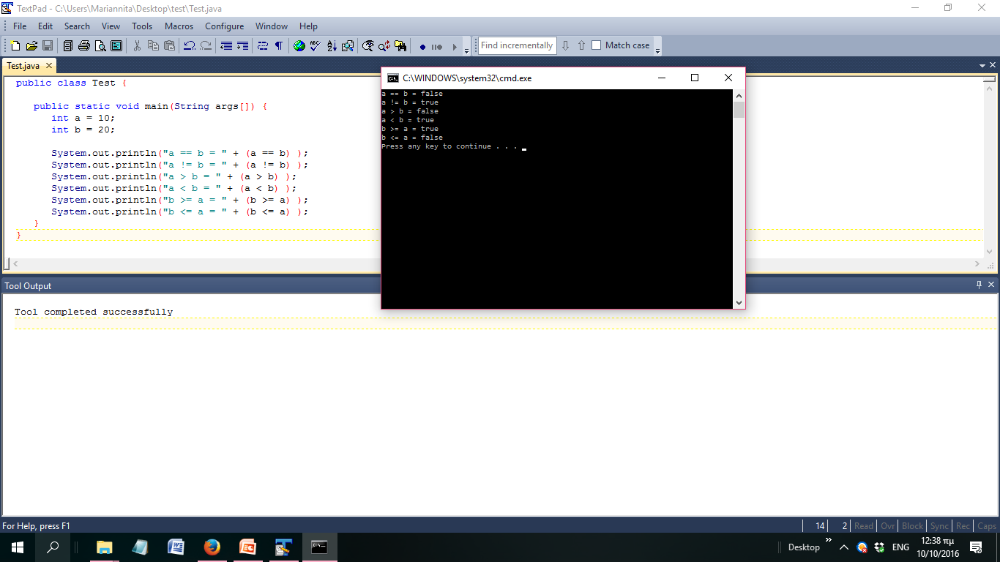 TextPad - C:\Users\Mariannita\Desktop\test\Test.java
File Edit Search View Tools Macros Configure Window Help
Find incrementally Match case
Test.java
public class Test {
public static void main(String args[]) {
int a = 10;
int b = 20;
System.out.println("a == b = " + (a == b) );
System.out.println("a != b = " + (a != b) );
System.out.println("a > b = " + (a > b) );
System.out.println("a < b = " + (a < b) );
System.out.println("b >= a = " + (b >= a) );
System.out.println("b <= a = " + (b <= a) );
}
}
C:\WINDOWS\system32\cmd.exe
a == b = false
a != b = true
a > b = false
a < b = true
b >= a = true
b <= a = false
Press any key to continue . . .
Tool Output
Tool completed successfully
For Help, press F1
14 2 Read Ovr Block Sync Rec Caps
Desktop ENG 12:38 πμ
10/10/2016